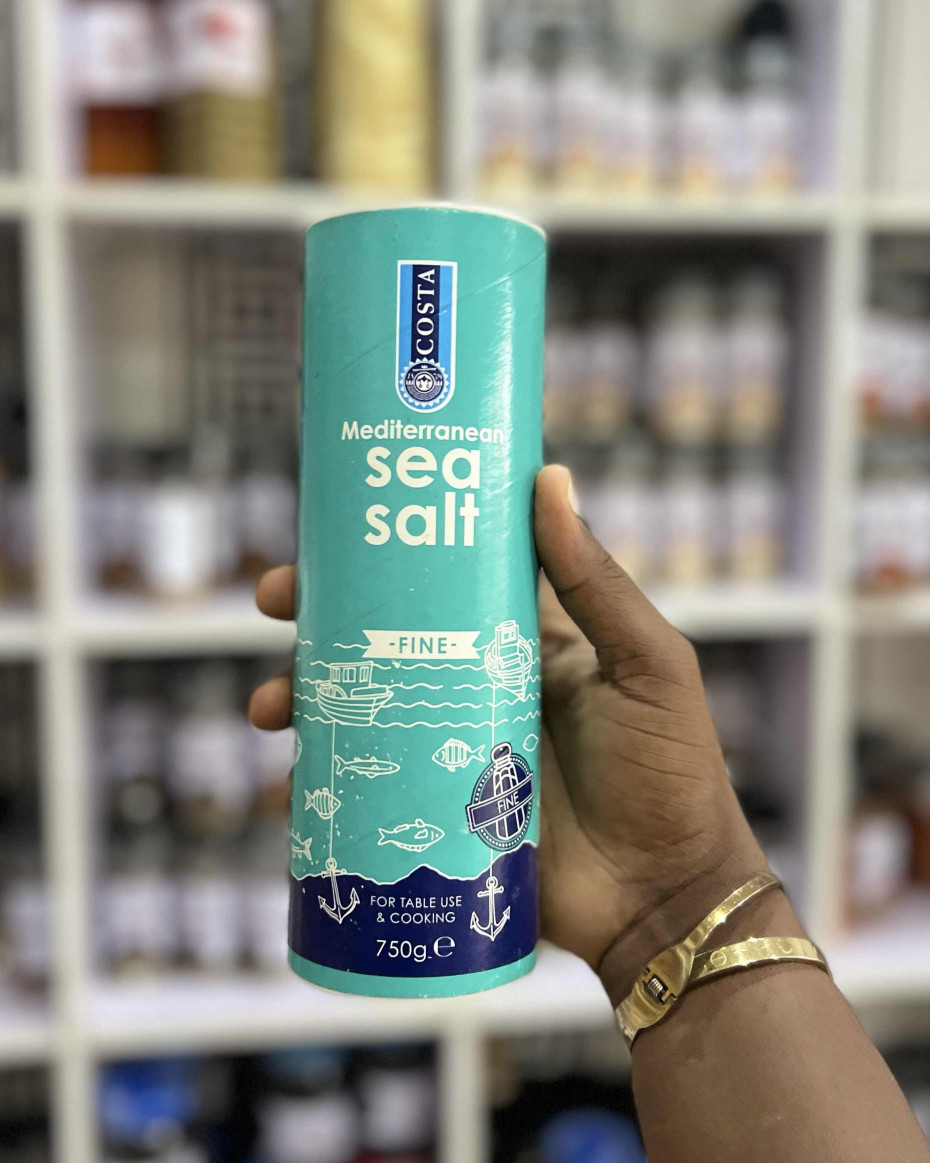 COSTA
Mediterranean
sea
salt
-FINE-
FINE
FOR TABLE USE
& COOKING
750g ℮